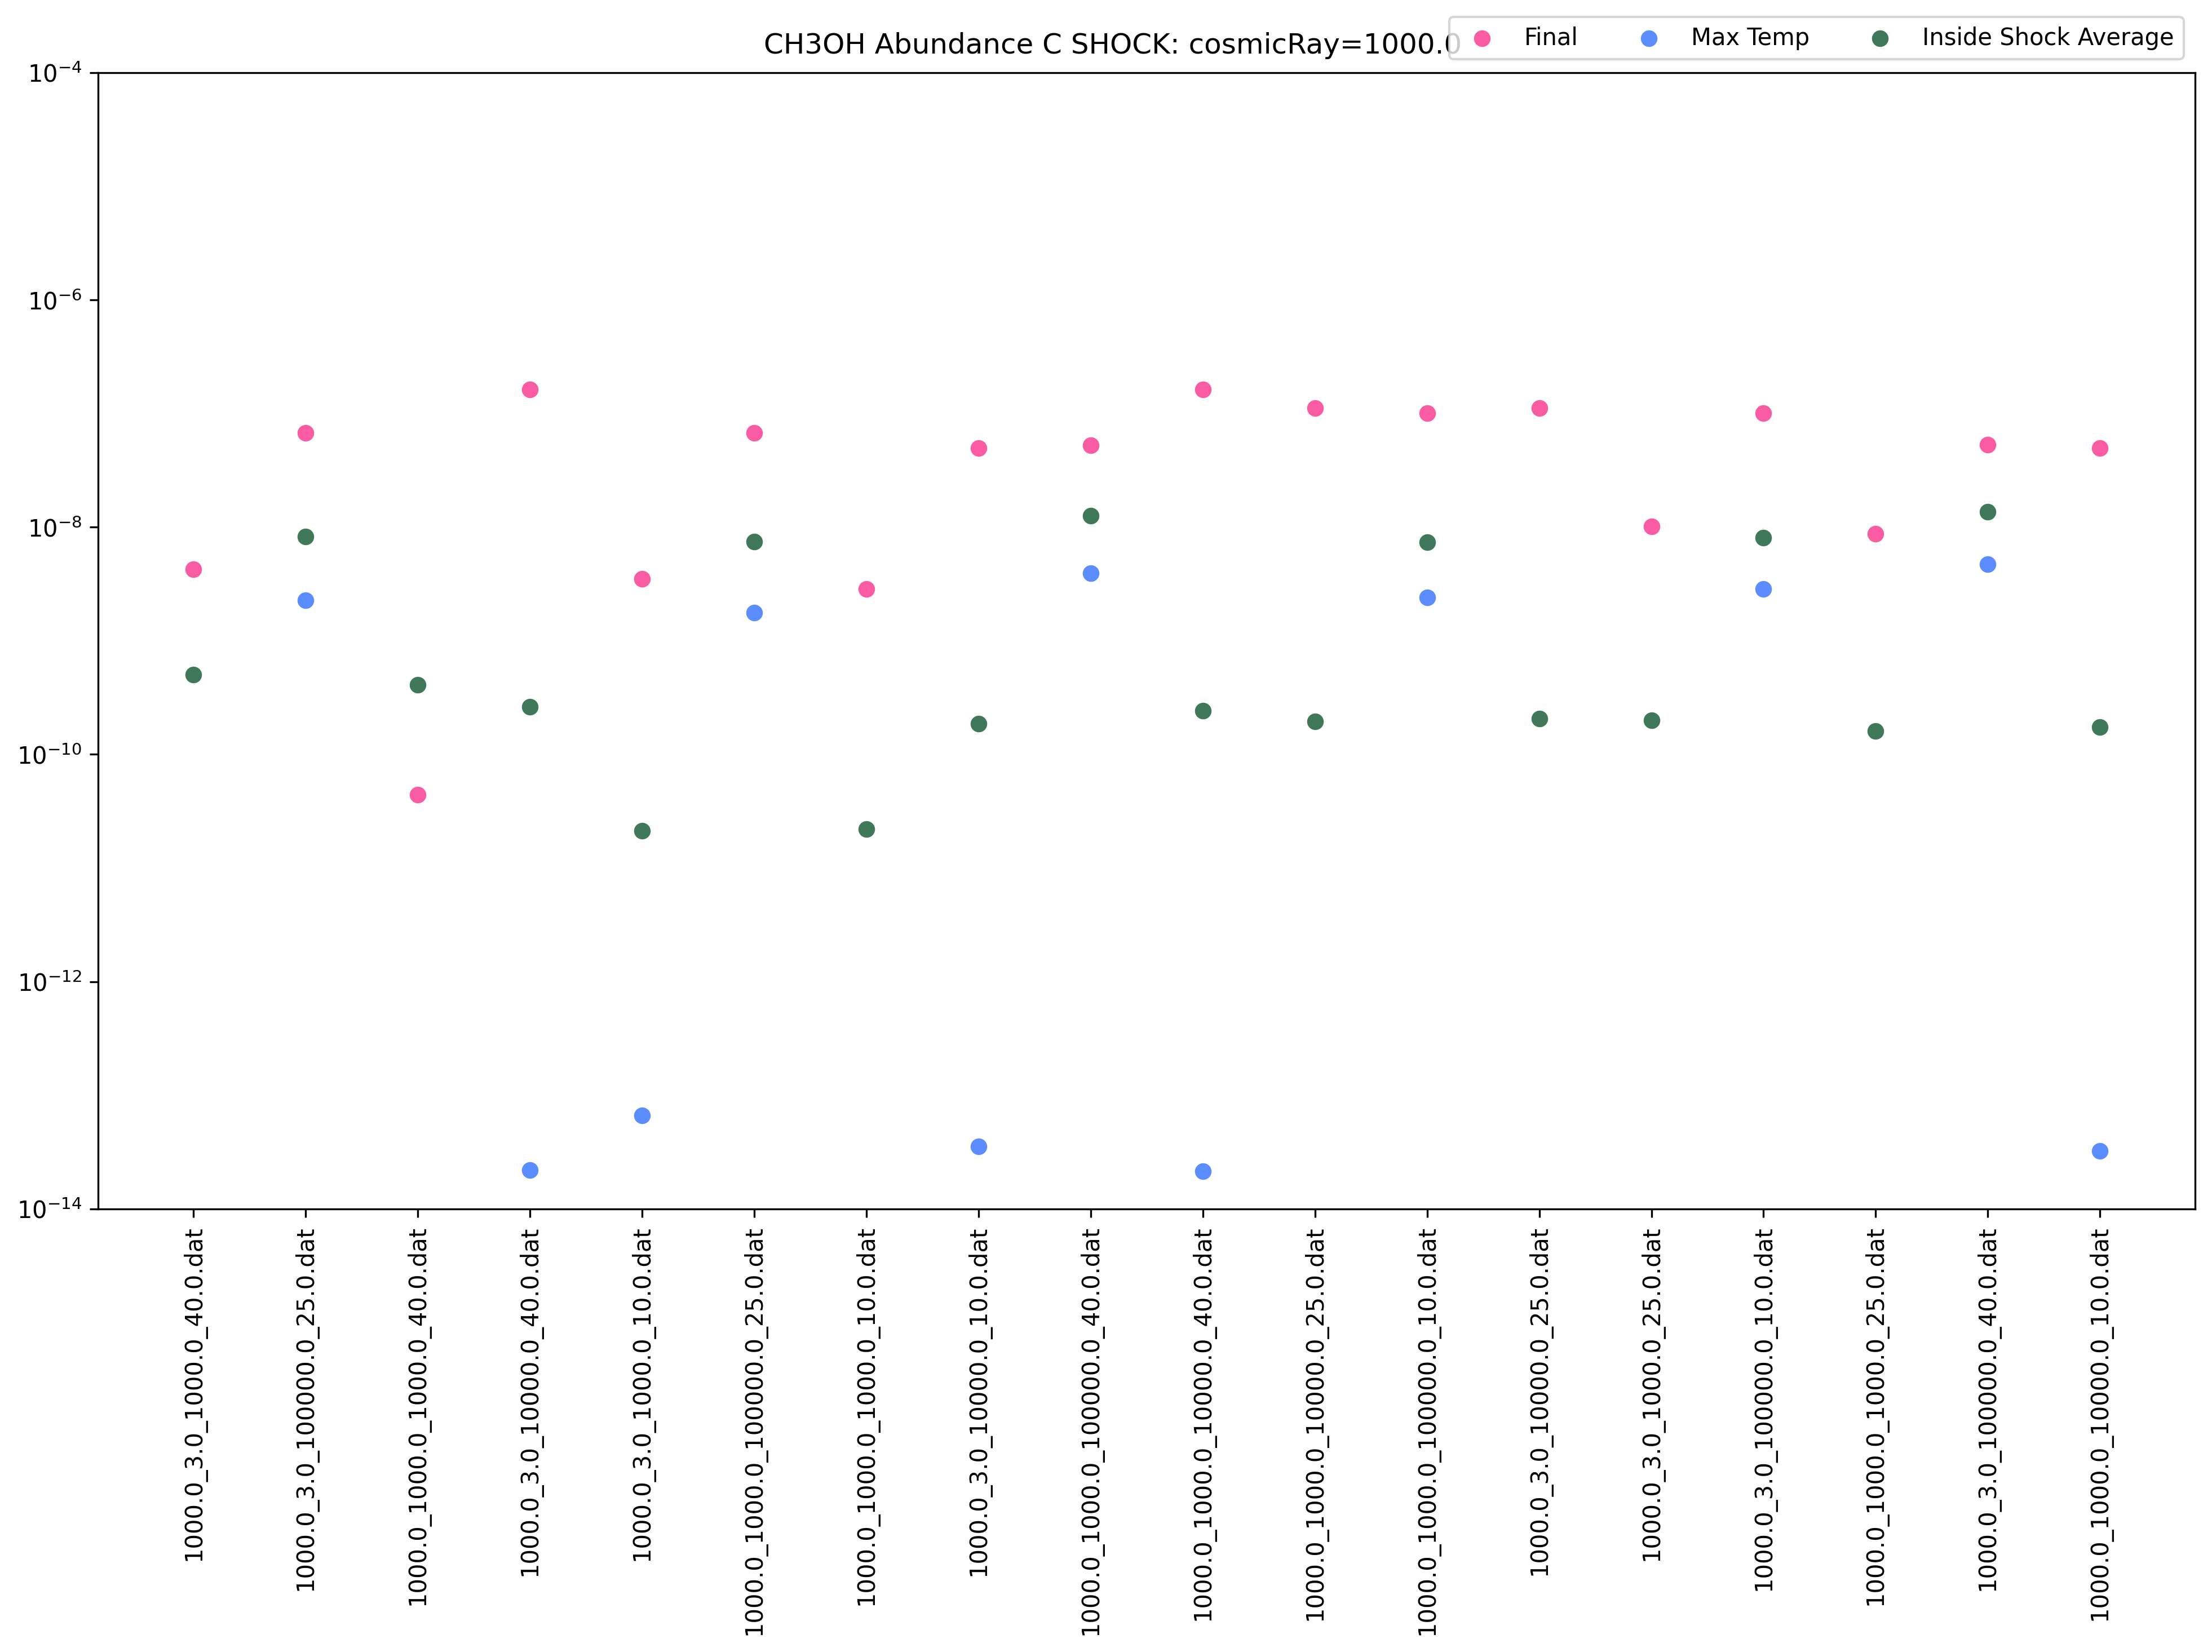 CH3OH Abundance C SHOCK: cosmicRay=1000.0
Final
Max Temp
Inside Shock Average
10⁻⁴
10⁻⁶
10⁻⁸
10⁻¹⁰
10⁻¹²
10⁻¹⁴
1000.0_3.0_1000.0_40.0.dat
1000.0_3.0_100000.0_25.0.dat
1000.0_1000.0_1000.0_40.0.dat
1000.0_3.0_10000.0_40.0.dat
1000.0_3.0_1000.0_10.0.dat
1000.0_1000.0_100000.0_25.0.dat
1000.0_1000.0_1000.0_10.0.dat
1000.0_3.0_10000.0_10.0.dat
1000.0_1000.0_100000.0_40.0.dat
1000.0_1000.0_10000.0_40.0.dat
1000.0_1000.0_10000.0_25.0.dat
1000.0_1000.0_100000.0_10.0.dat
1000.0_3.0_10000.0_25.0.dat
1000.0_3.0_1000.0_25.0.dat
1000.0_3.0_100000.0_10.0.dat
1000.0_1000.0_1000.0_25.0.dat
1000.0_3.0_100000.0_40.0.dat
1000.0_1000.0_10000.0_10.0.dat